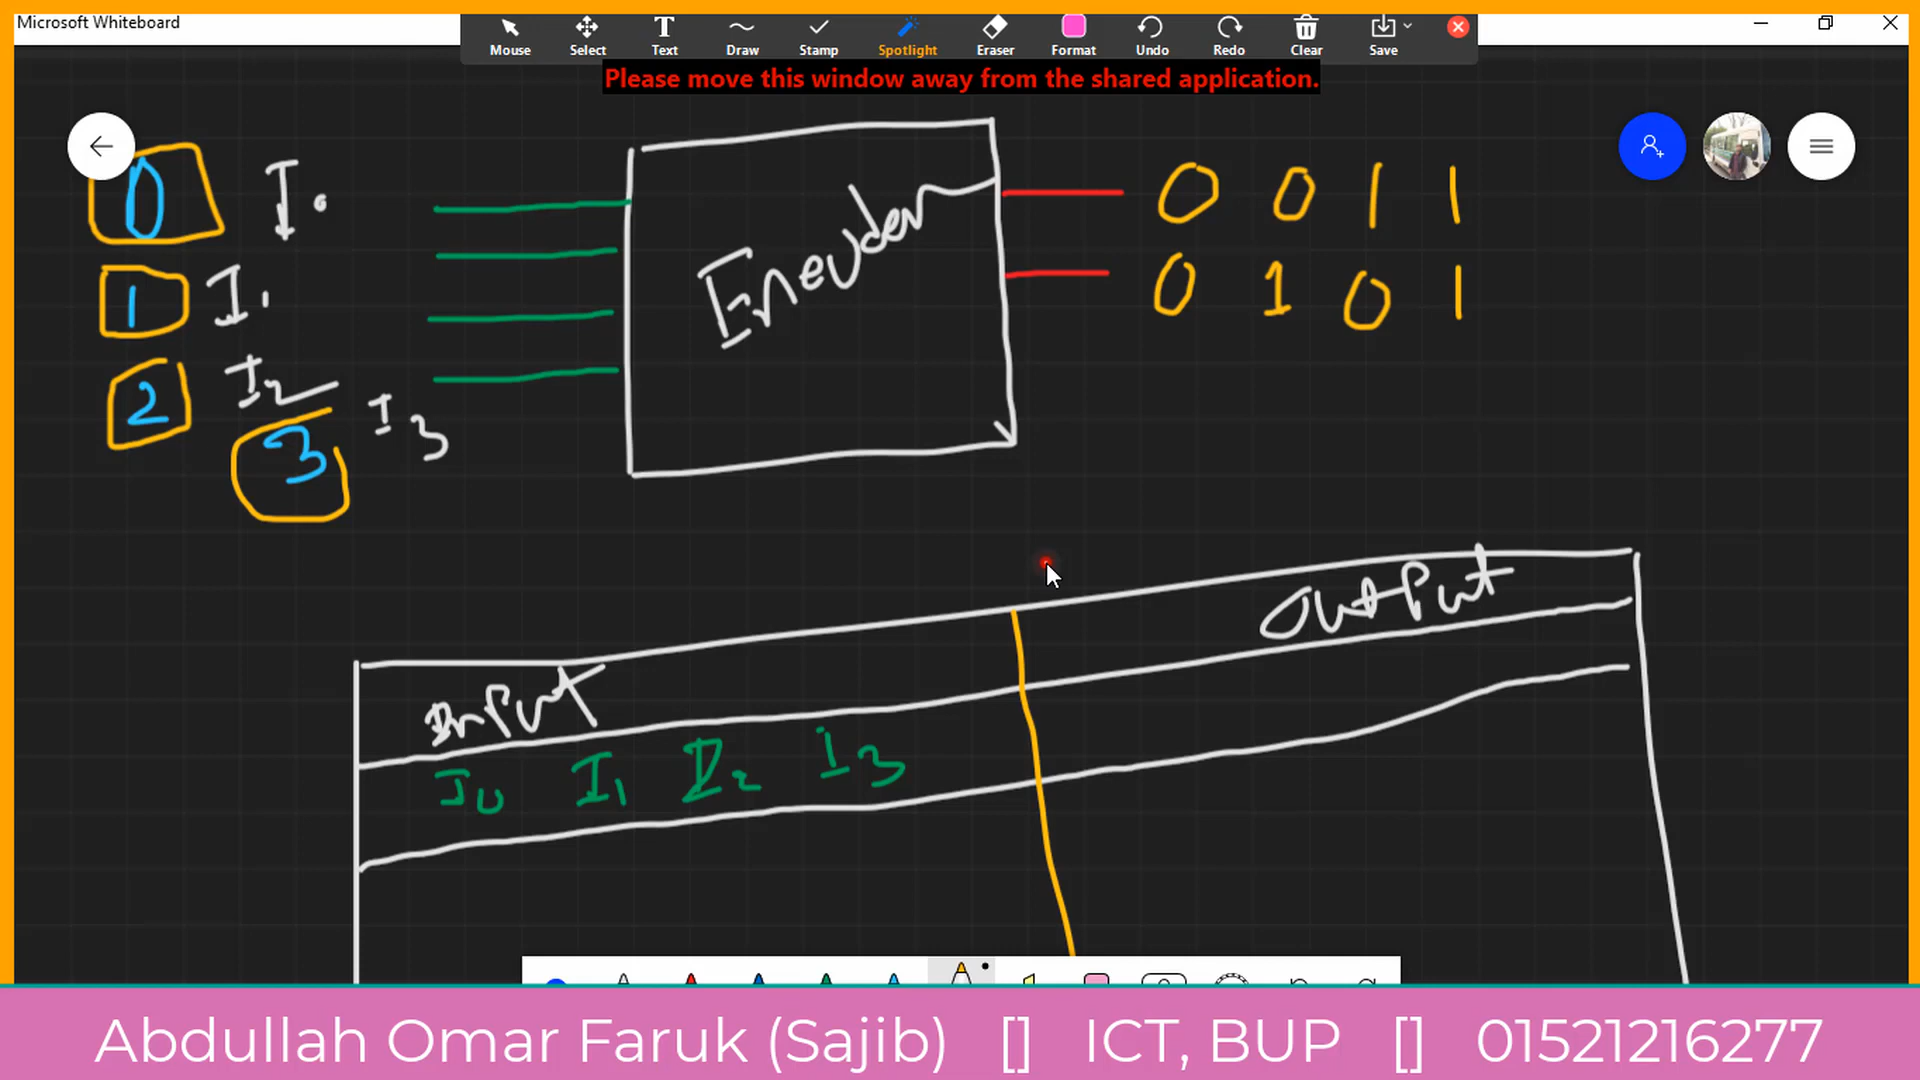 Microsoft Whiteboard
Mouse Select Text Draw Stamp Spotlight Eraser Format Undo Redo Clear Save
Please move this window away from the shared application.
0 I0
1 I1
2 I2
3 I3
Encoder
0 0 1 1
0 1 0 1
Input Output
I0 I1 I2 I3
Abdullah Omar Faruk (Sajib) [] ICT, BUP [] 01521216277